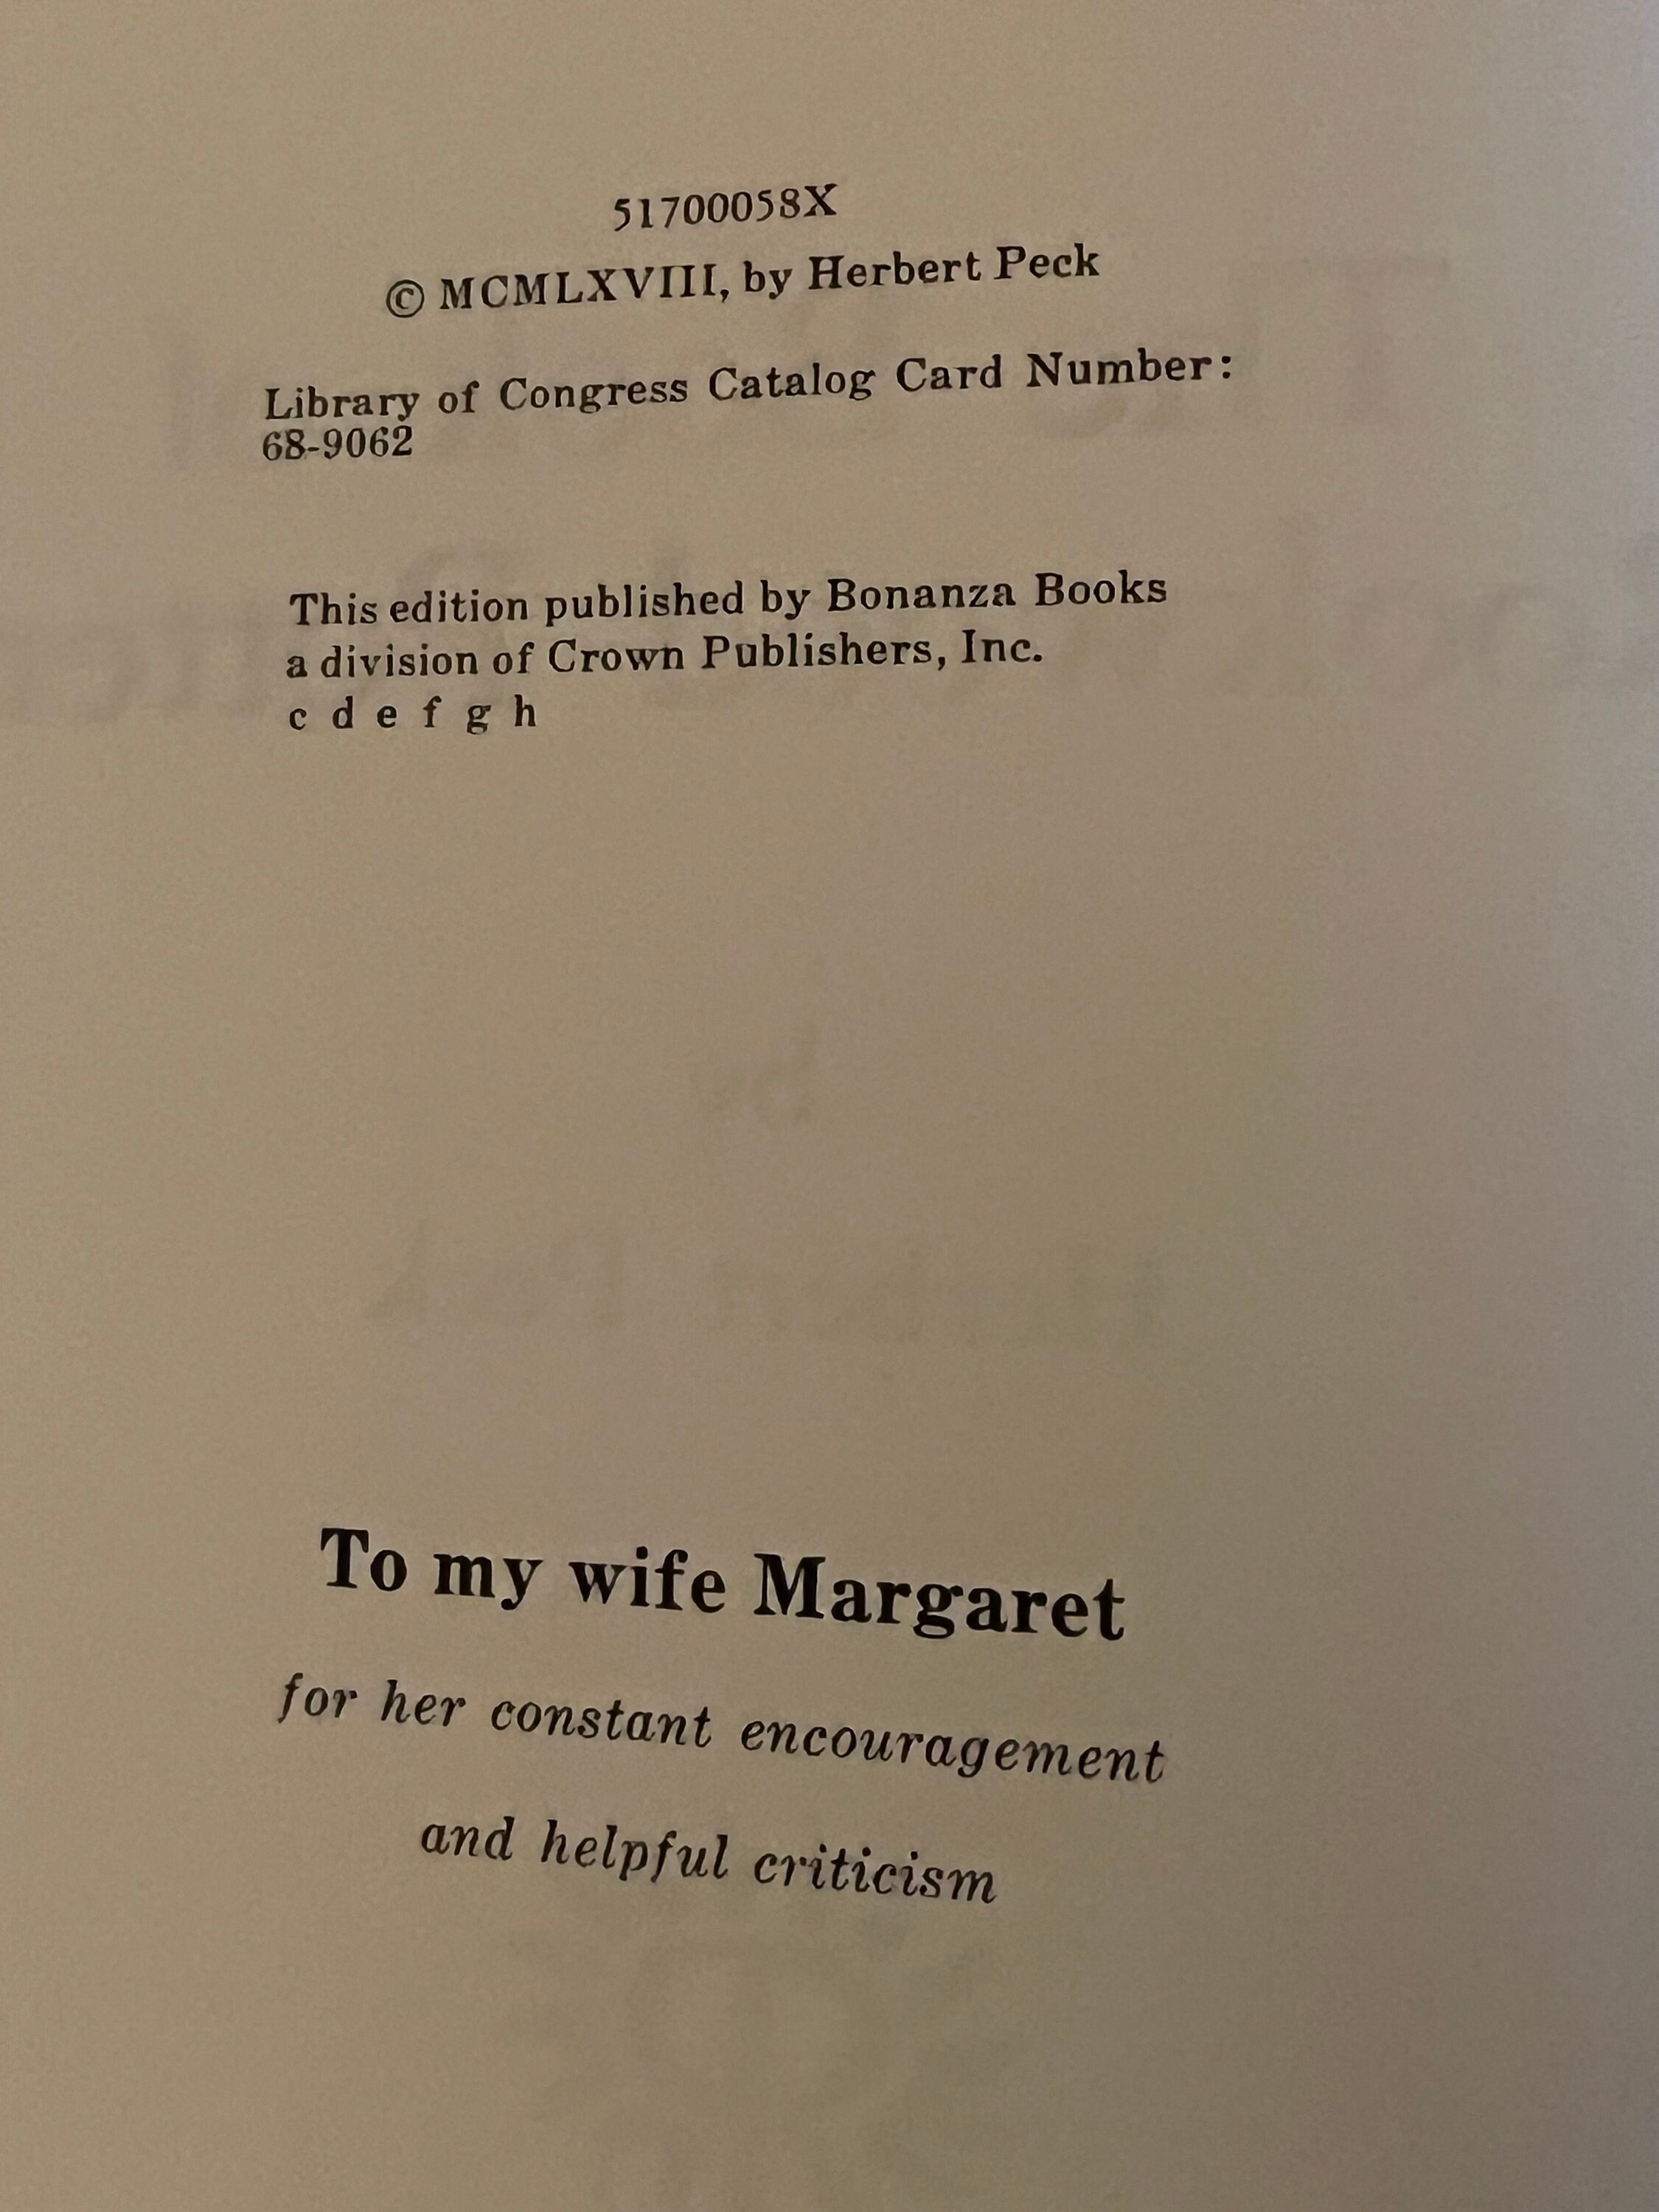 51700058X
© MCMLXVIII, by Herbert Peck
Library of Congress Catalog Card Number:
68-9062
This edition published by Bonanza Books
a division of Crown Publishers, Inc.
c d e f g h
To my wife Margaret
for her constant encouragement
and helpful criticism